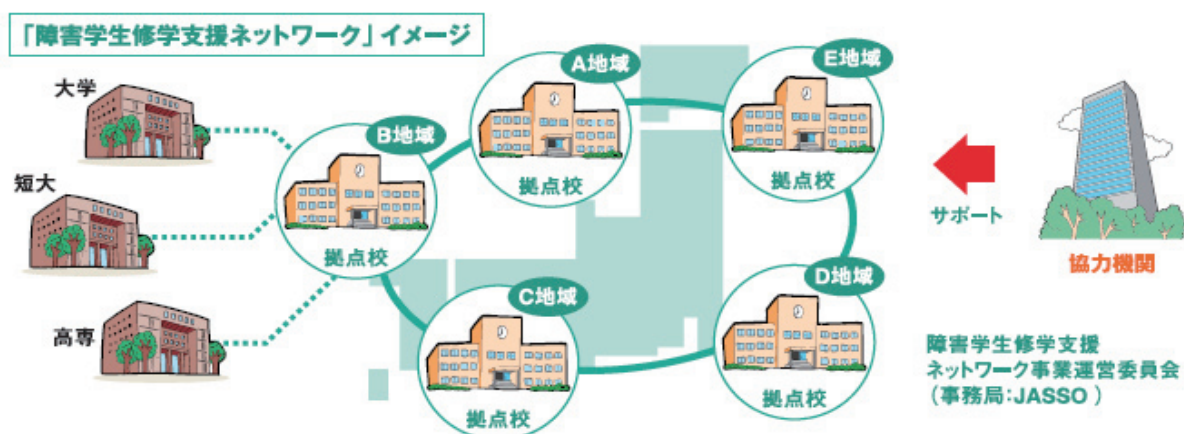 「障害学生修学支援ネットワーク」イメージ
大学
短大
高専
B地域
拠点校
A地域
拠点校
E地域
拠点校
C地域
拠点校
D地域
拠点校
サポート
協力機関
障害学生修学支援
ネットワーク事業運営委員会
(事務局:JASSO )